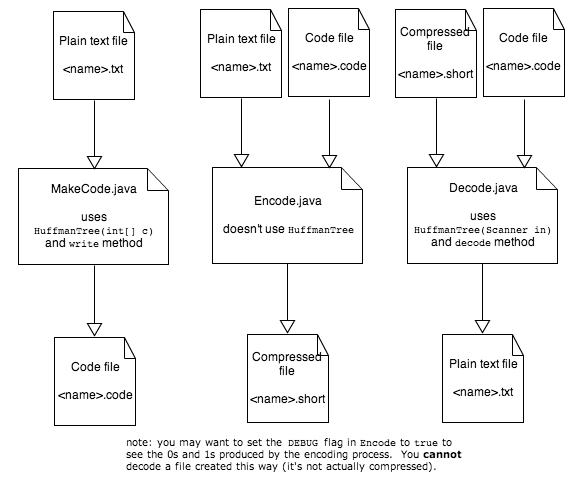 Plain text file
<name>.txt
Plain text file
<name>.txt
Code file
<name>.code
Compressed
file
<name>.short
Code file
<name>.code
MakeCode.java
uses
HuffmanTree(int[] c)
and write method
Encode.java
doesn't use HuffmanTree
Decode.java
uses
HuffmanTree(Scanner in)
and decode method
Code file
<name>.code
Compressed
file
<name>.short
Plain text file
<name>.txt
note: you may want to set the DEBUG flag in Encode to true to
see the 0s and 1s produced by the encoding process. You cannot
decode a file created this way (it's not actually compressed).